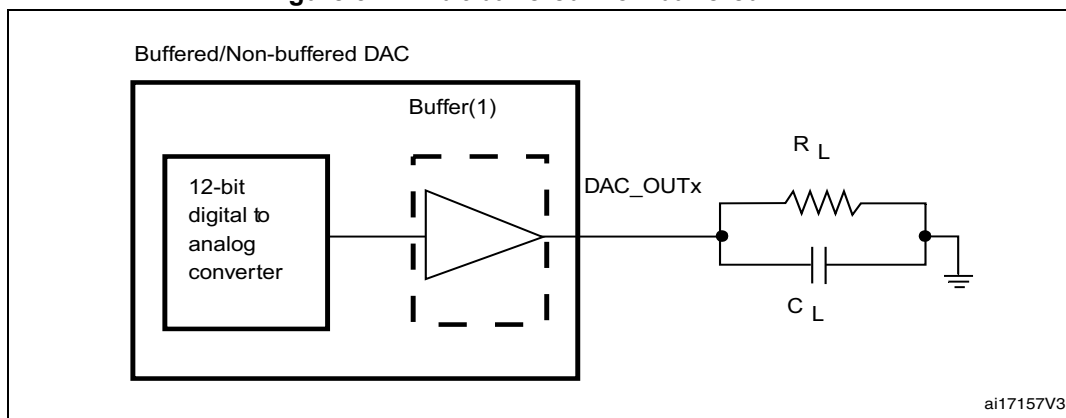 Buffered/Non-buffered DAC
Buffer(1)
12-bit
digital to
analog
converter
DAC_OUTx
R L
C L
ai17157V3